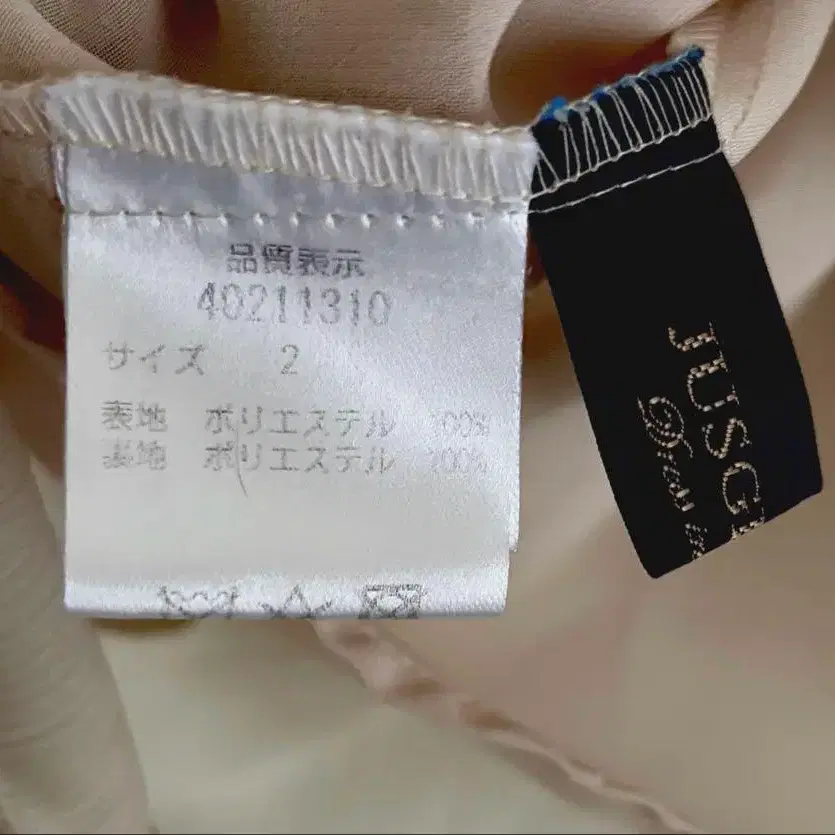 品質表示
40211310
サイズ 2
表地 ポリエステル 100%
裏地 ポリエステル 100%
JUSG